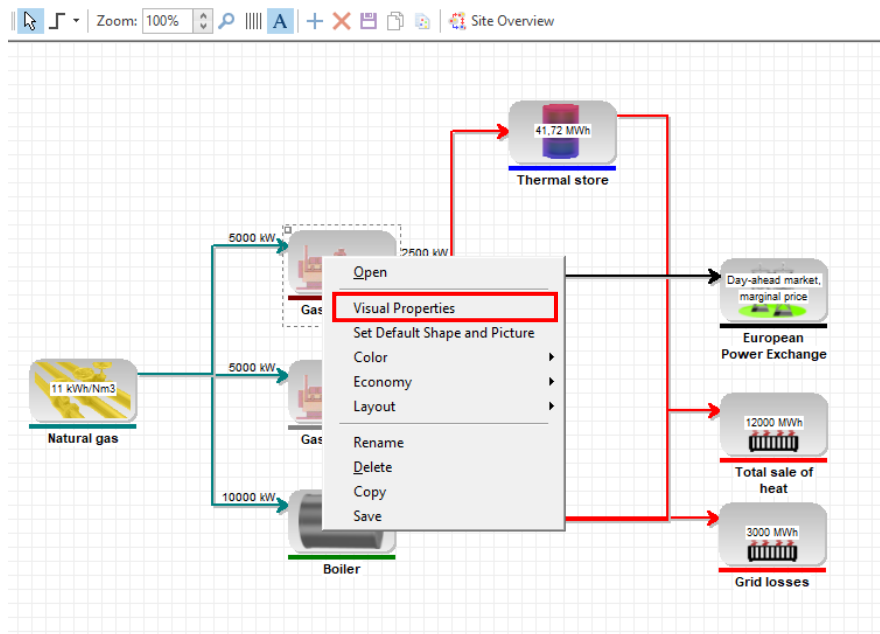 Zoom: 100%
A
Site Overview
41,72 MWh
Thermal store
5000 kW
2500 kW
Gas
Open
Visual Properties
Set Default Shape and Picture
Color
Economy
Layout
Rename
Delete
Copy
Save
Day-ahead market,
marginal price
European
Power Exchange
5000 kW
11 kWh/Nm3
Natural gas
Gas
12000 MWh
Total sale of
heat
10000 kW
3000 MWh
Boiler
Grid losses